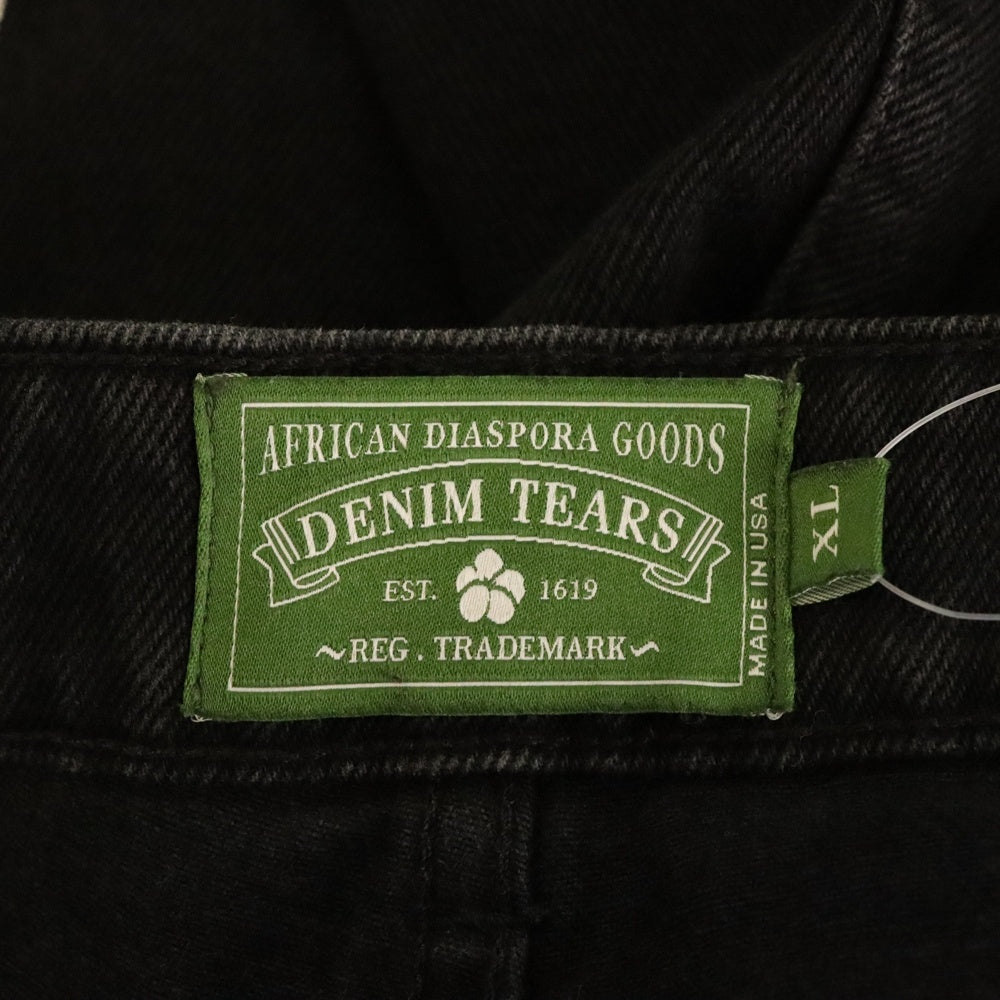 AFRICAN DIASPORA GOODS
DENIM TEARS
EST. 1619
~REG. TRADEMARK~
MADE IN USA
XL